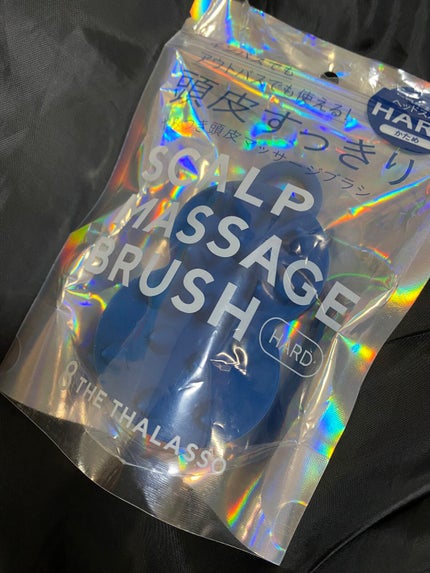 アウトバスでも使える!
頭皮すっきり
頭皮マッサージブラシ
HARD
かため
SCALP
MASSAGE
BRUSH
HARD
& THE THALASSO